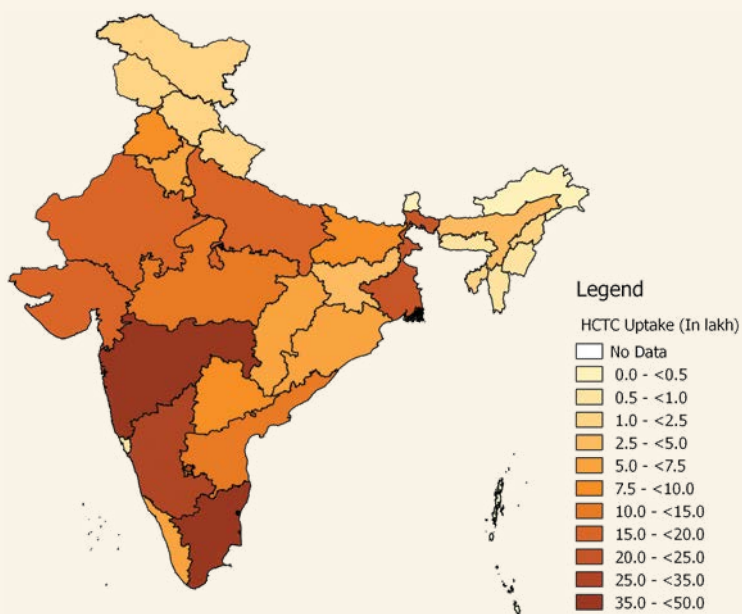 Legend
HCTC Uptake (In lakh)
No Data
0.0 - <0.5
0.5 - <1.0
1.0 - <2.5
2.5 - <5.0
5.0 - <7.5
7.5 - <10.0
10.0 - <15.0
15.0 - <20.0
20.0 - <25.0
25.0 - <35.0
35.0 - <50.0